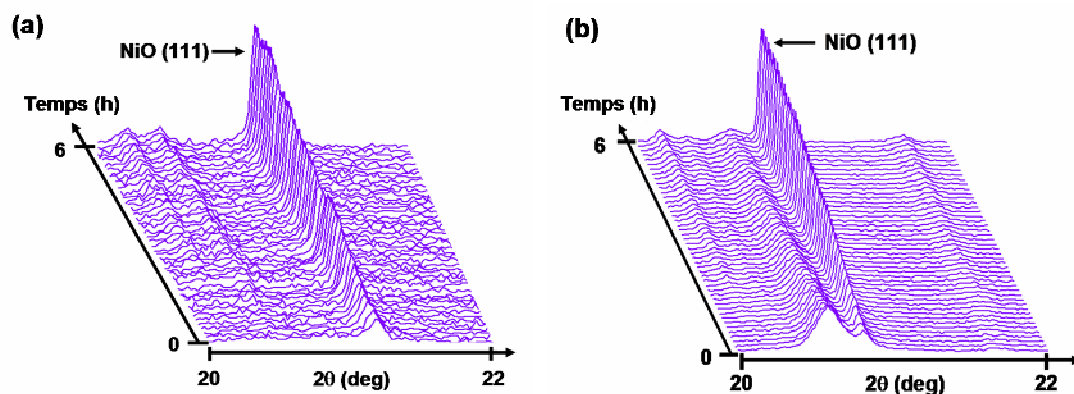 (a)
NiO (111)
Temps (h)
6
0
20
2θ (deg)
22
(b)
NiO (111)
Temps (h)
6
0
20
2θ (deg)
22